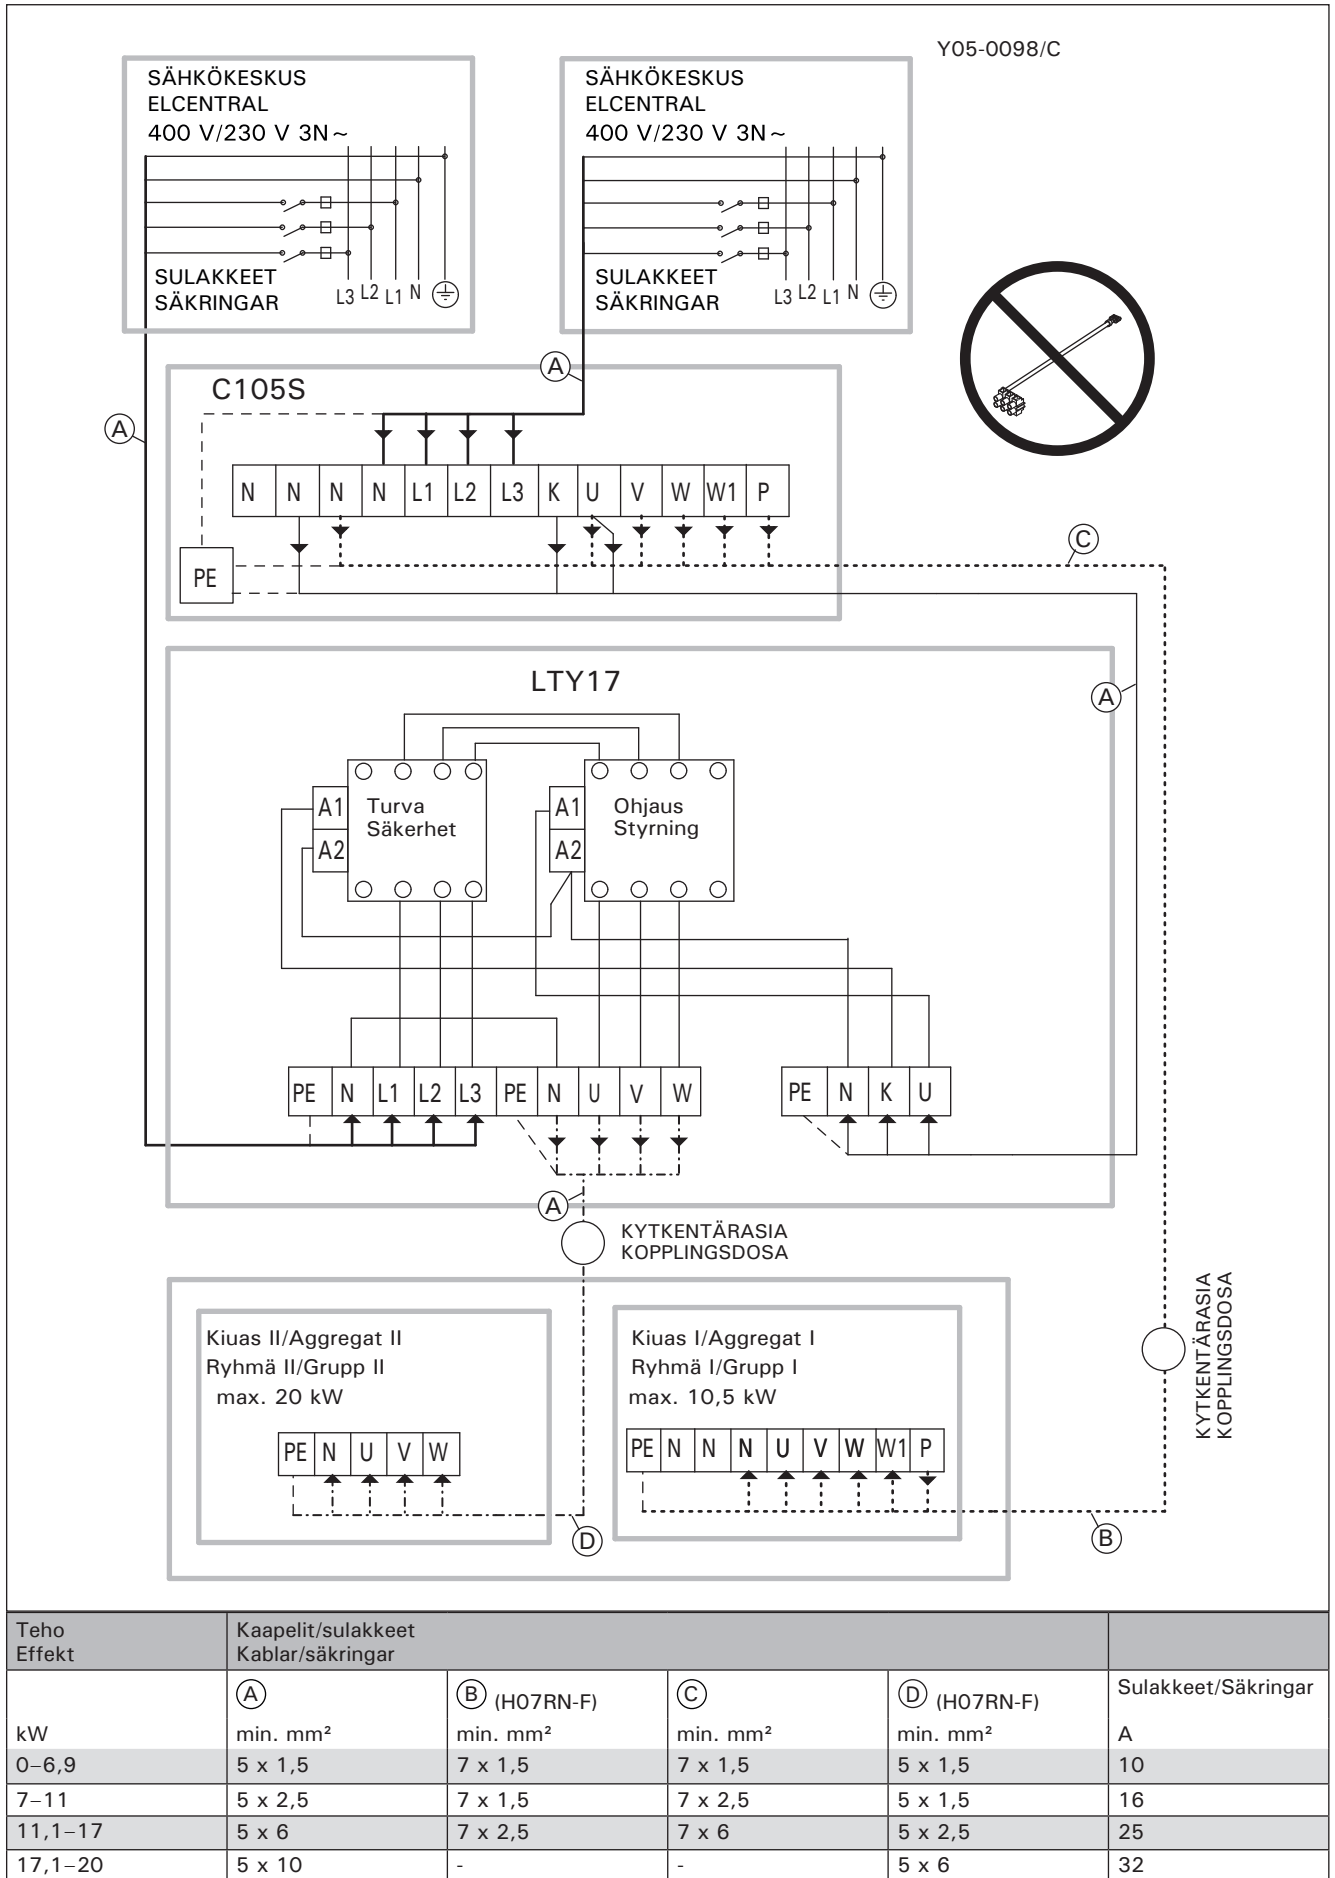 Y05-0098/C
SÄHKÖKESKUS
ELCENTRAL
400 V/230 V 3N~
SULAKKEET
SÄKRINGAR
L3 L2 L1 N
SÄHKÖKESKUS
ELCENTRAL
400 V/230 V 3N~
SULAKKEET
SÄKRINGAR
L3 L2 L1 N
A
A
C105S
N N N N L1 L2 L3 K U V W W1 P
PE
C
LTY17
A
A1
A2
Turva
Säkerhet
A1
A2
Ohjaus
Styrning
PE N L1 L2 L3 PE N U V W
PE N K U
A
KYTKENTÄRASIA
KOPPLINGSDOSA
KYTKENTÄRASIA
KOPPLINGSDOSA
Kiuas II/Aggregat II
Ryhmä II/Grupp II
max. 20 kW
PE N U V W
D
Kiuas I/Aggregat I
Ryhmä I/Grupp I
max. 10,5 kW
PE N N N U V W W1 P
B
Teho
Effekt
Kaapelit/sulakkeet
Kablar/säkringar
A B (H07RN-F) C D (H07RN-F) Sulakkeet/Säkringar
kW min. mm² min. mm² min. mm² min. mm² A
0–6,9 5 x 1,5 7 x 1,5 7 x 1,5 5 x 1,5 10
7–11 5 x 2,5 7 x 1,5 7 x 2,5 5 x 1,5 16
11,1–17 5 x 6 7 x 2,5 7 x 6 5 x 2,5 25
17,1–20 5 x 10 - - 5 x 6 32